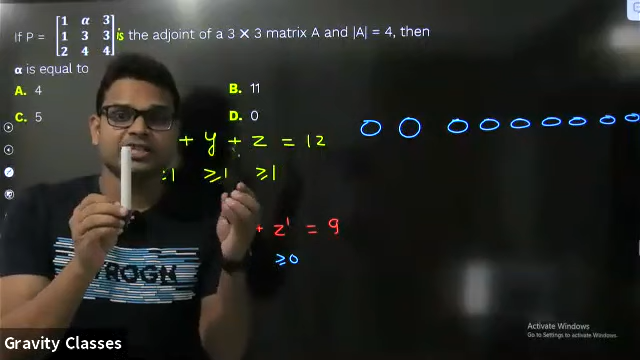 If P = [1 α 3
1 3 3
2 4 4] is the adjoint of a 3 × 3 matrix A and |A| = 4, then
α is equal to
A. 4 B. 11
C. 5 D. 0
+ y + z = 12
≥1 ≥1
+ z' = 9
≥0
ROGN
Activate Windows
Go to Settings to activate Windows.
Gravity Classes